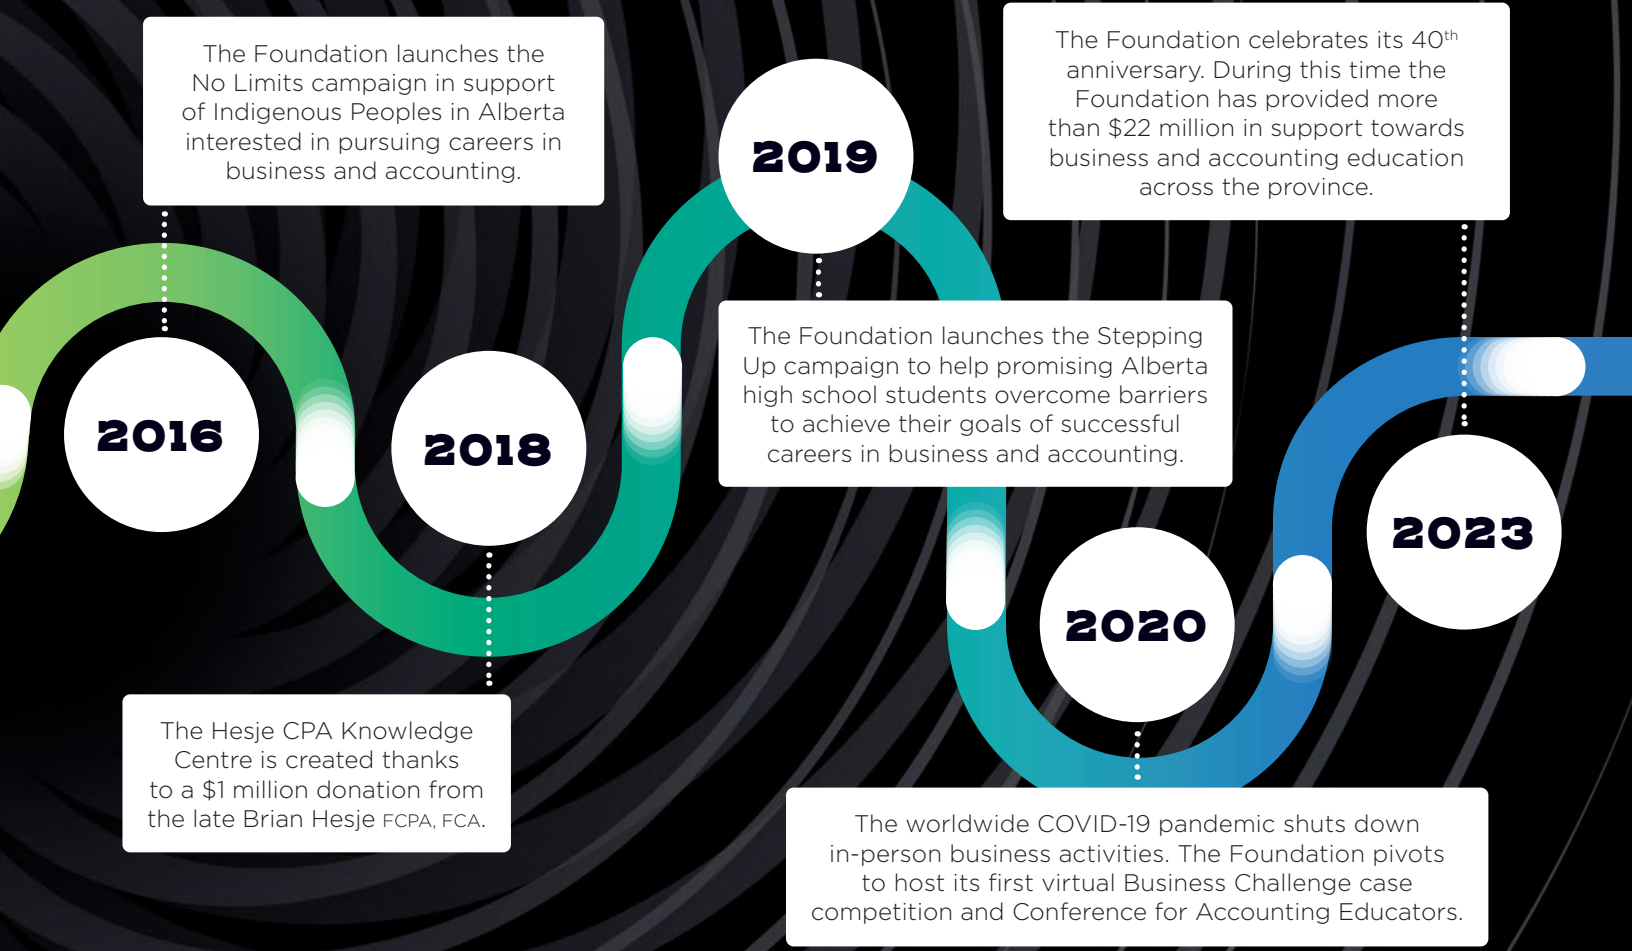 The Foundation launches the
No Limits campaign in support
of Indigenous Peoples in Alberta
interested in pursuing careers in
business and accounting.
2016
2018
The Hesje CPA Knowledge
Centre is created thanks
to a $1 million donation from
the late Brian Hesje FCPA, FCA.
2019
The Foundation launches the Stepping
Up campaign to help promising Alberta
high school students overcome barriers
to achieve their goals of successful
careers in business and accounting.
2020
The worldwide COVID-19 pandemic shuts down
in-person business activities. The Foundation pivots
to host its first virtual Business Challenge case
competition and Conference for Accounting Educators.
The Foundation celebrates its 40th
anniversary. During this time the
Foundation has provided more
than $22 million in support towards
business and accounting education
across the province.
2023